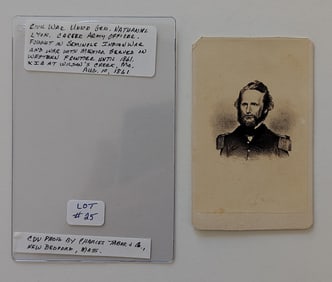 CIVIL WAR UNION GEN. NATHANIEL
LYON. CAREER ARMY OFFICER.
FOUGHT IN SEMINOLE INDIAN WAR
AND WAR WITH MEXICO SERVED IN
WESTERN FRONTIER UNTIL 1861.
K.I.A AT WILSON'S CREEK, MO.
AUG. 10, 1861
LOT
#25
CDV PHOTO BY CHARLES TABER & CO,
NEW BEDFORD, MASS.